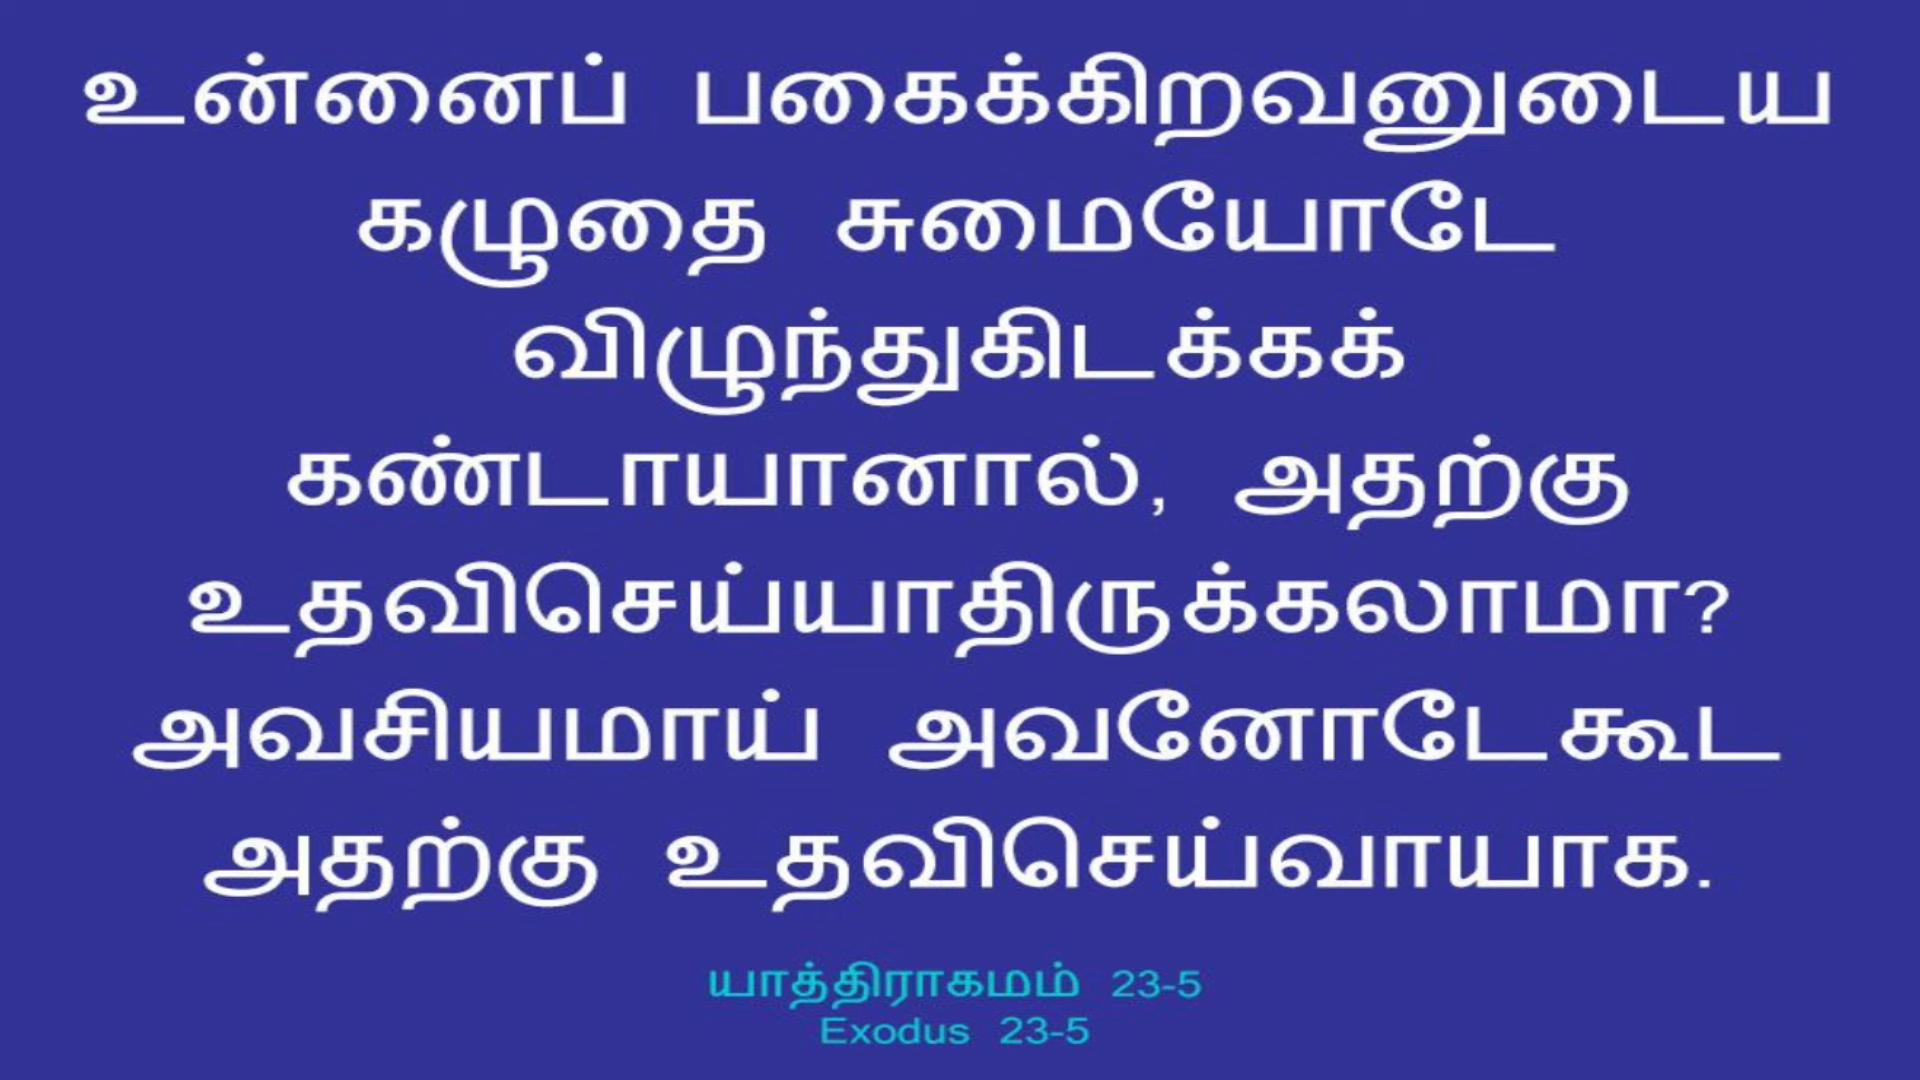 உன்னைப் பகைக்கிறவனுடைய
கழுதை சுமையோடே
விழுந்துகிடக்கக்
கண்டாயானால், அதற்கு
உதவிசெய்யாதிருக்கலாமா?
அவசியமாய் அவனோடேகூட
அதற்கு உதவிசெய்வாயாக.
யாத்திராகமம் 23-5
Exodus 23-5